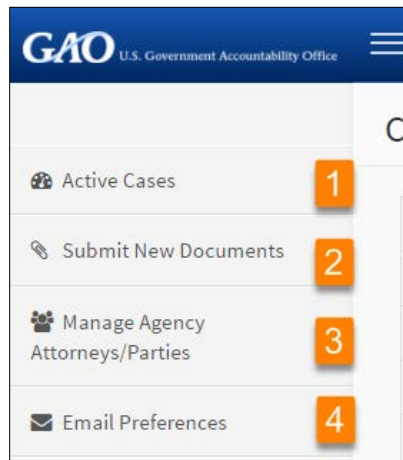 GAO U.S. Government Accountability Office
C
Active Cases 1
Submit New Documents 2
Manage Agency
Attorneys/Parties 3
Email Preferences 4